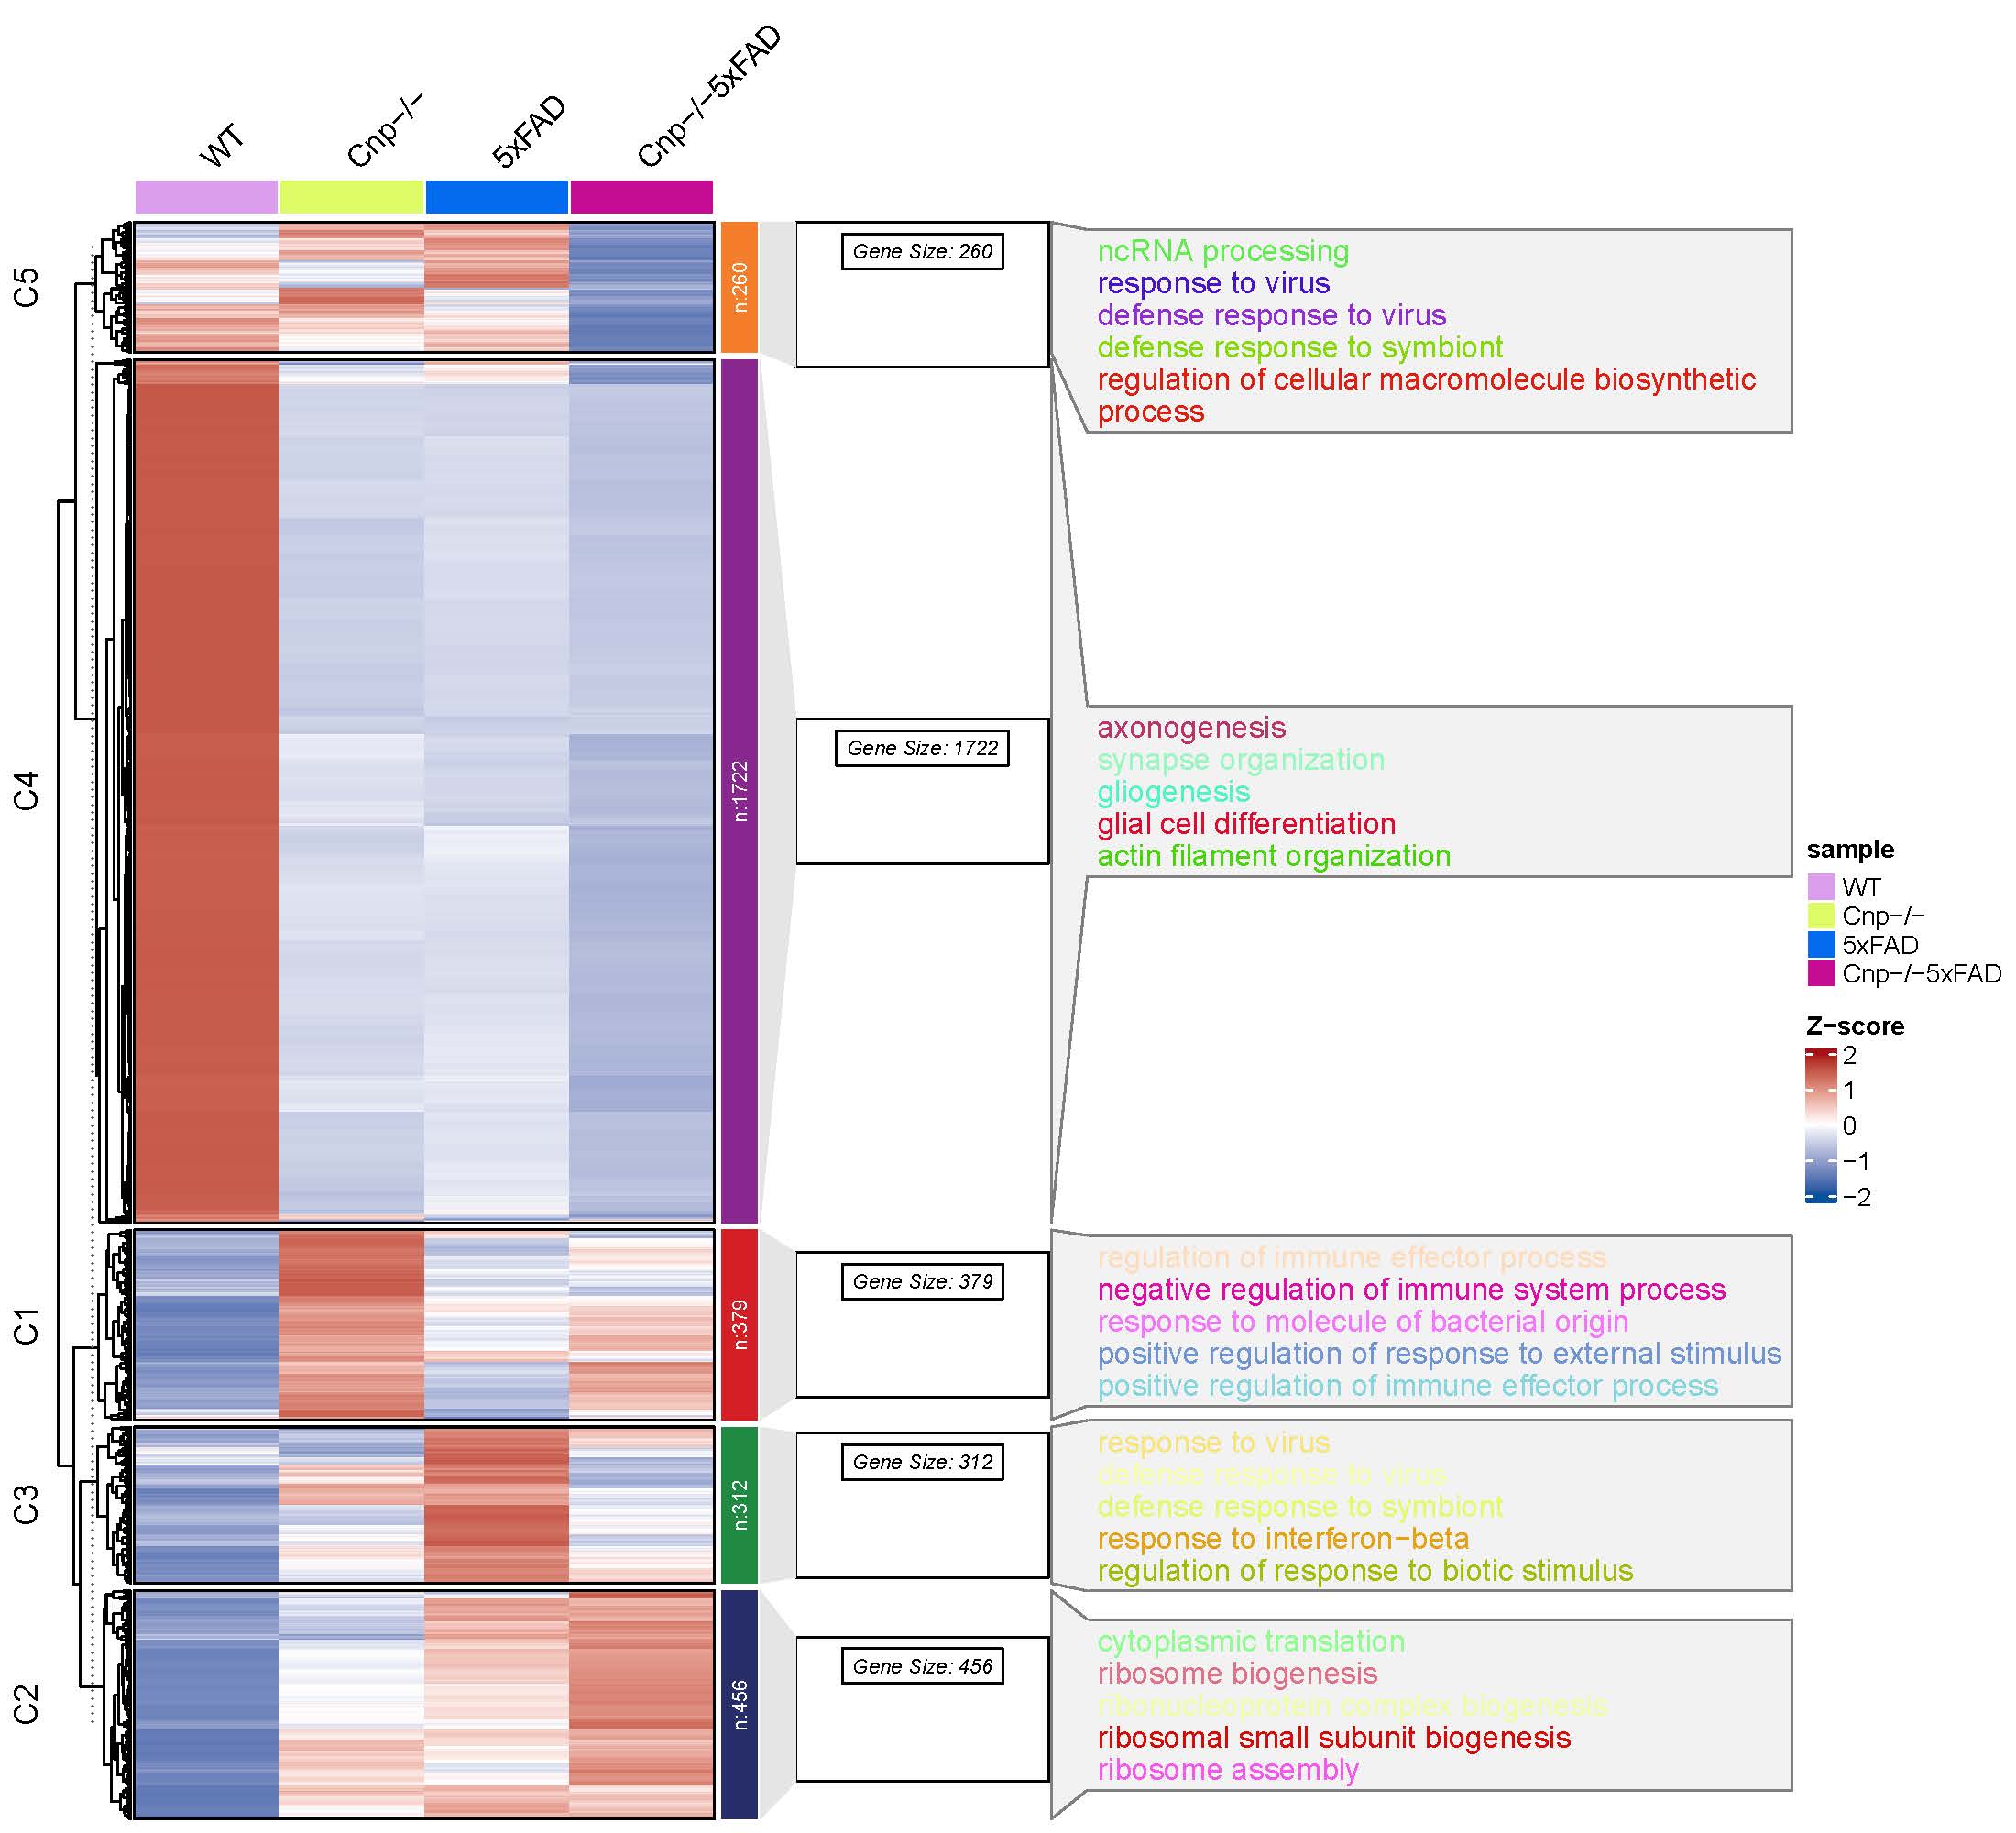 WT
Cnp−/−
5xFAD
Cnp−/−5xFAD
C5
n:260
Gene Size: 260
ncRNA processing
response to virus
defense response to virus
defense response to symbiont
regulation of cellular macromolecule biosynthetic
process
C4
n:1722
Gene Size: 1722
axonogenesis
synapse organization
gliogenesis
glial cell differentiation
actin filament organization
C1
n:379
Gene Size: 379
regulation of immune effector process
negative regulation of immune system process
response to molecule of bacterial origin
positive regulation of response to external stimulus
positive regulation of immune effector process
C3
n:312
Gene Size: 312
response to virus
defense response to virus
defense response to symbiont
response to interferon−beta
regulation of response to biotic stimulus
C2
n:456
Gene Size: 456
cytoplasmic translation
ribosome biogenesis
ribonucleoprotein complex biogenesis
ribosomal small subunit biogenesis
ribosome assembly
sample
WT
Cnp−/−
5xFAD
Cnp−/−5xFAD
Z−score
2
1
0
−1
−2